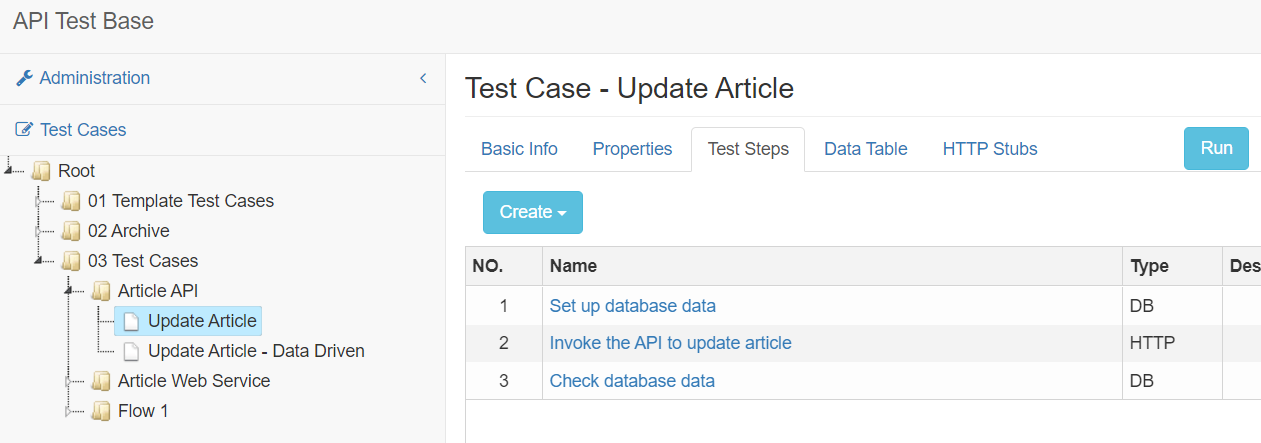 API Test Base
Administration
Test Cases
Root
01 Template Test Cases
02 Archive
03 Test Cases
Article API
Update Article
Update Article - Data Driven
Article Web Service
Flow 1
Test Case - Update Article
Basic Info Properties Test Steps Data Table HTTP Stubs Run
Create
NO. Name Type Des
1 Set up database data DB
2 Invoke the API to update article HTTP
3 Check database data DB